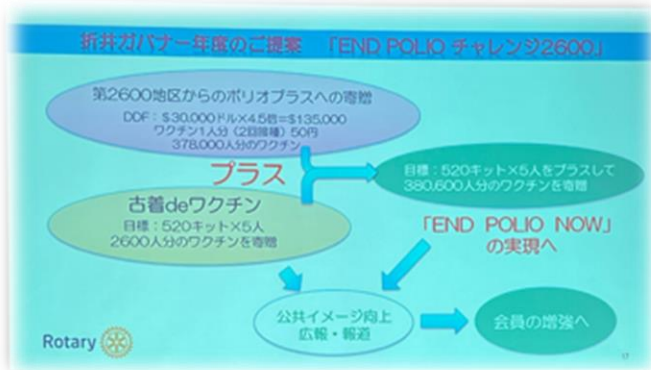 折井ガバナー年度のご提案 「END POLIO チャレンジ2600」
第2600地区からのポリオプラスへの寄贈
DDF：$30,000ドル×4.5倍＝$135,000
ワクチン1人分（2回接種）50円
378,000人分のワクチン
プラス
古着deワクチン
目標：520キット×5人
2600人分のワクチンを寄贈
目標：520キット×5人をプラスして
380,600人分のワクチンを寄贈
「END POLIO NOW」
の実現へ
公共イメージ向上
広報・報道
会員の増強へ
Rotary
17